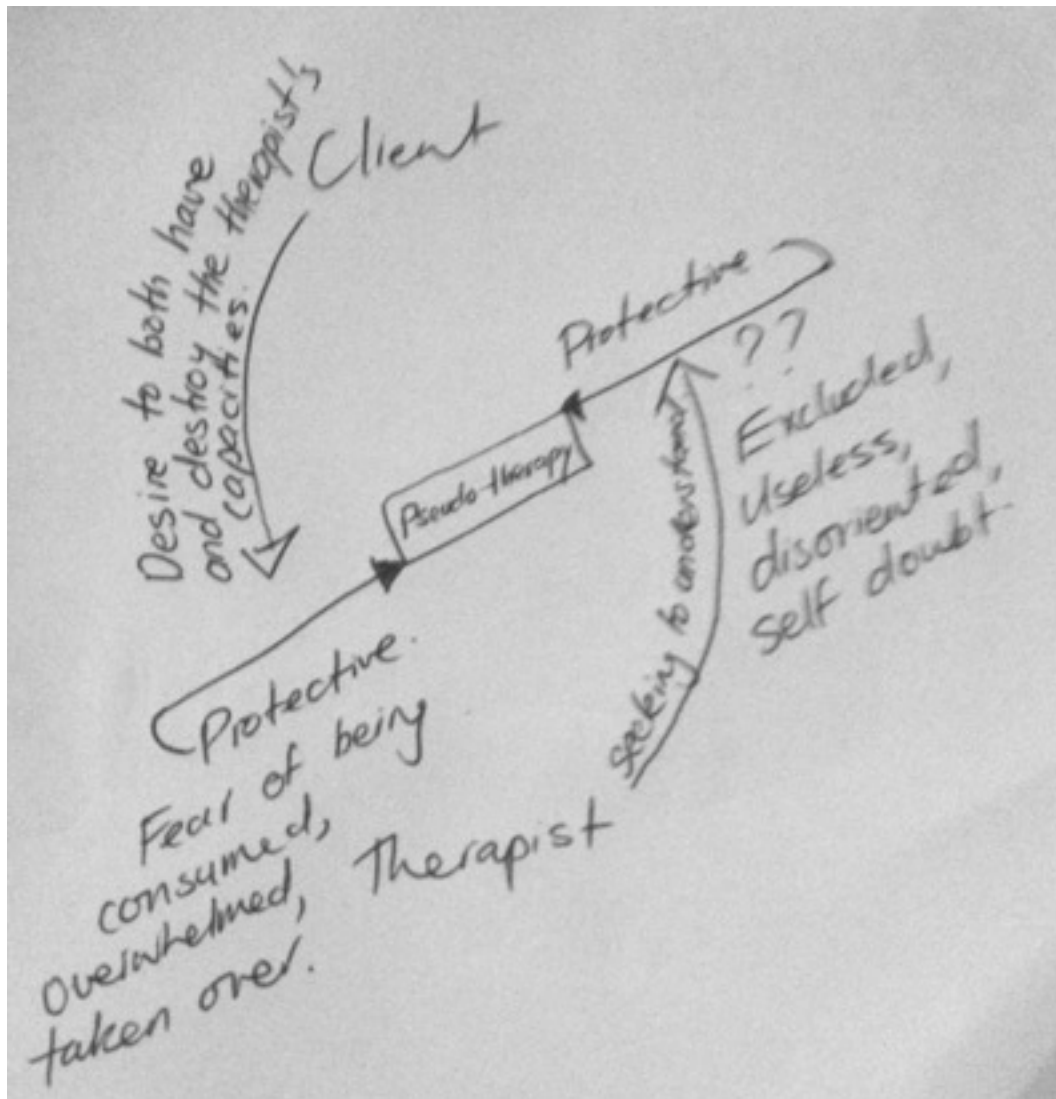 Desire to both have
and destroy the therapist's
capacities.
Client
Protective
??
Excluded,
useless,
disoriented,
self doubt.
Pseudo-therapy
seeking to understand
Protective.
Fear of being
consumed,
overwhelmed,
taken over.
Therapist